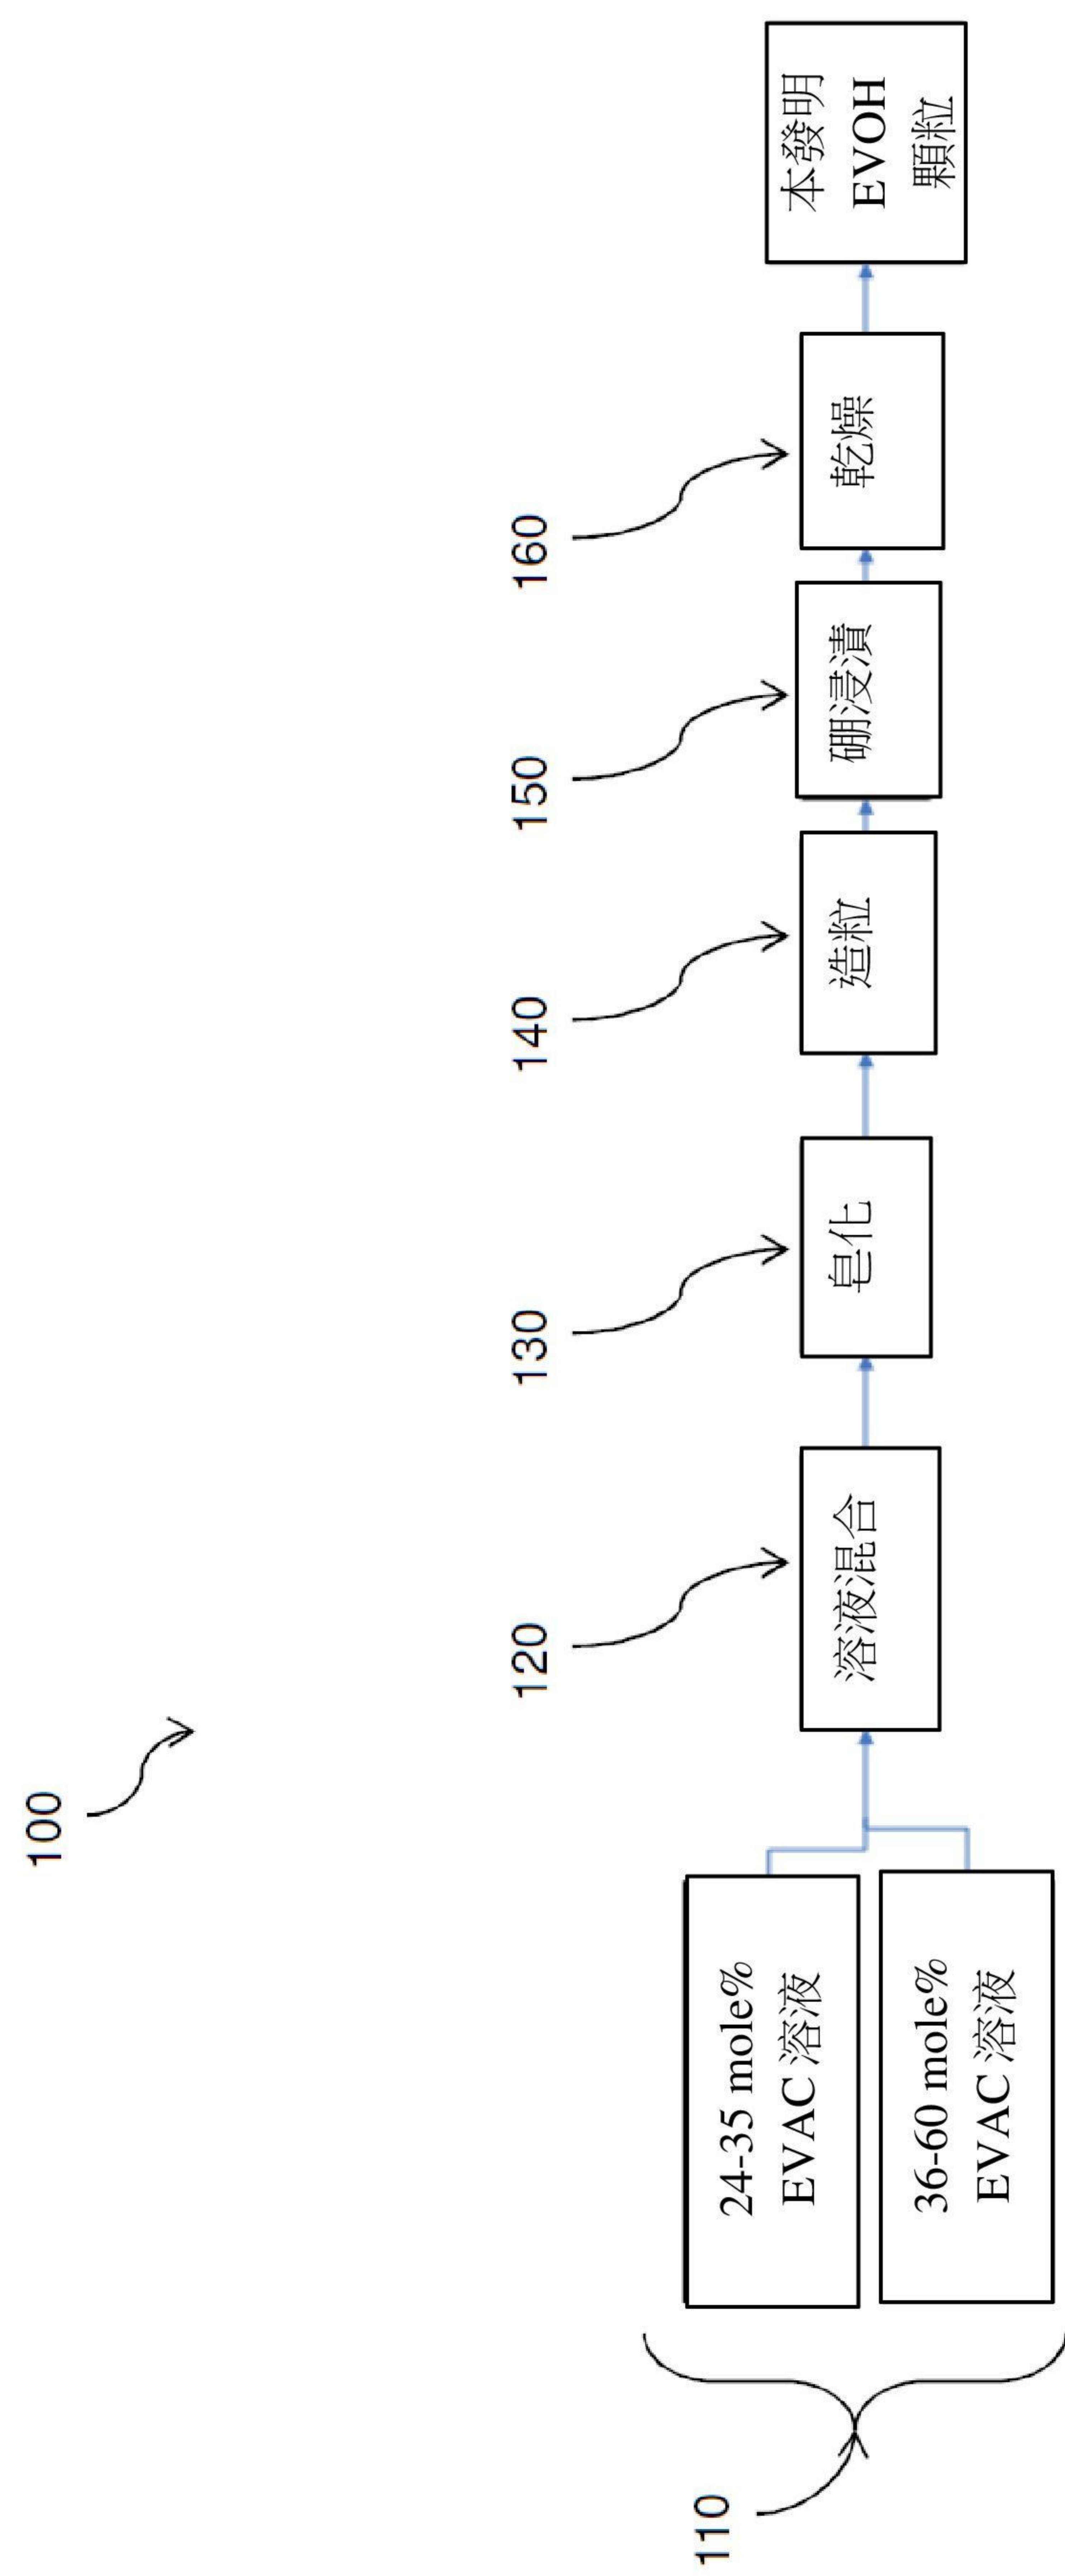 100
110
24-35 mole%
EVAC 溶液
36-60 mole%
EVAC 溶液
120
溶液混合
130
皂化
140
造粒
150
硼浸漬
160
乾燥
本發明
EVOH
顆粒